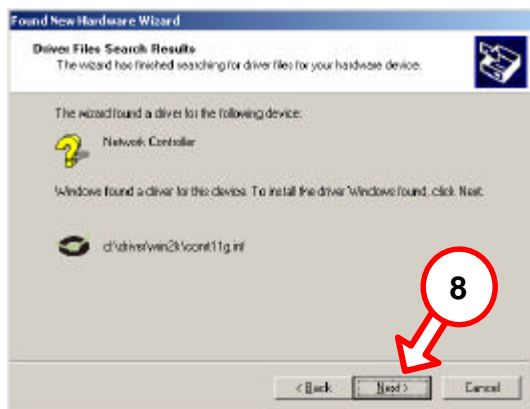 Found New Hardware Wizard
Driver Files Search Results
The wizard has finished searching for driver files for your hardware device.
The wizard found a driver for the following device:
Network Controller
Windows found a driver for this device. To install the driver Windows found, click Next.
8
< Back
Next >
Cancel